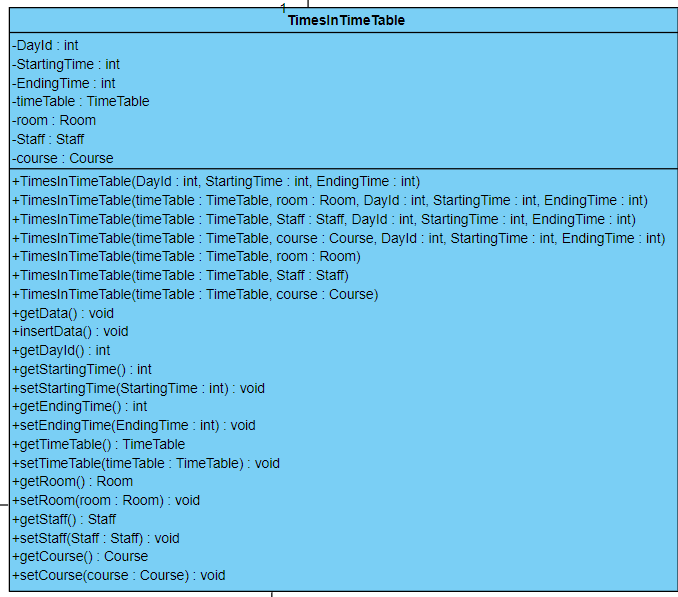 1
TimesInTimeTable
-DayId : int
-StartingTime : int
-EndingTime : int
-timeTable : TimeTable
-room : Room
-Staff : Staff
-course : Course
+TimesInTimeTable(DayId : int, StartingTime : int, EndingTime : int)
+TimesInTimeTable(timeTable : TimeTable, room : Room, DayId : int, StartingTime : int, EndingTime : int)
+TimesInTimeTable(timeTable : TimeTable, Staff : Staff, DayId : int, StartingTime : int, EndingTime : int)
+TimesInTimeTable(timeTable : TimeTable, course : Course, DayId : int, StartingTime : int, EndingTime : int)
+TimesInTimeTable(timeTable : TimeTable, room : Room)
+TimesInTimeTable(timeTable : TimeTable, Staff : Staff)
+TimesInTimeTable(timeTable : TimeTable, course : Course)
+getData() : void
+insertData() : void
+getDayId() : int
+getStartingTime() : int
+setStartingTime(StartingTime : int) : void
+getEndingTime() : int
+setEndingTime(EndingTime : int) : void
+getTimeTable() : TimeTable
+setTimeTable(timeTable : TimeTable) : void
+getRoom() : Room
+setRoom(room : Room) : void
+getStaff() : Staff
+setStaff(Staff : Staff) : void
+getCourse() : Course
+setCourse(course : Course) : void